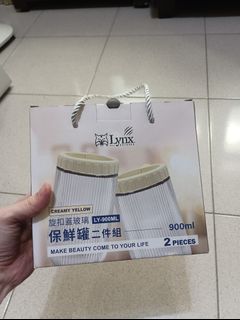 Lynx
CREAMY YELLOW
旋扣蓋玻璃 LY-900ML
保鮮罐二件組
900ml
2 PIECES
MAKE BEAUTY COME TO YOUR LIFE